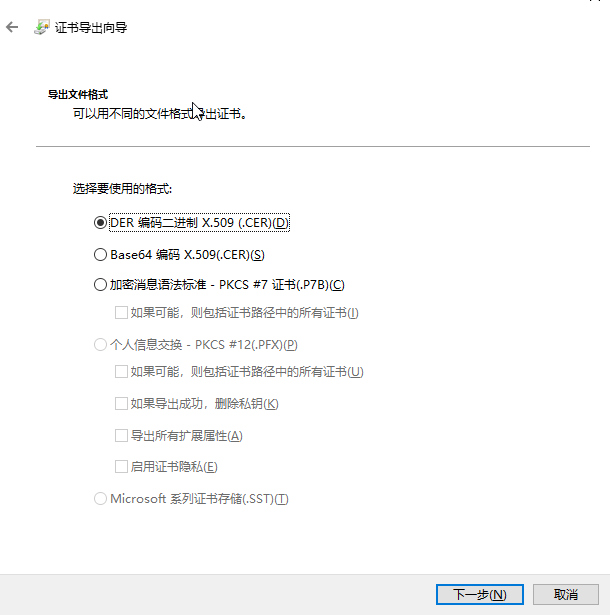 证书导出向导
导出文件格式
可以用不同的文件格式导出证书。
选择要使用的格式:
DER 编码二进制 X.509 (.CER)(D)
Base64 编码 X.509(.CER)(S)
加密消息语法标准 - PKCS #7 证书(.P7B)(C)
如果可能，则包括证书路径中的所有证书(I)
个人信息交换 - PKCS #12(.PFX)(P)
如果可能，则包括证书路径中的所有证书(U)
如果导出成功，删除私钥(K)
导出所有扩展属性(A)
启用证书隐私(E)
Microsoft 系列证书存储(.SST)(T)
下一步(N)
取消